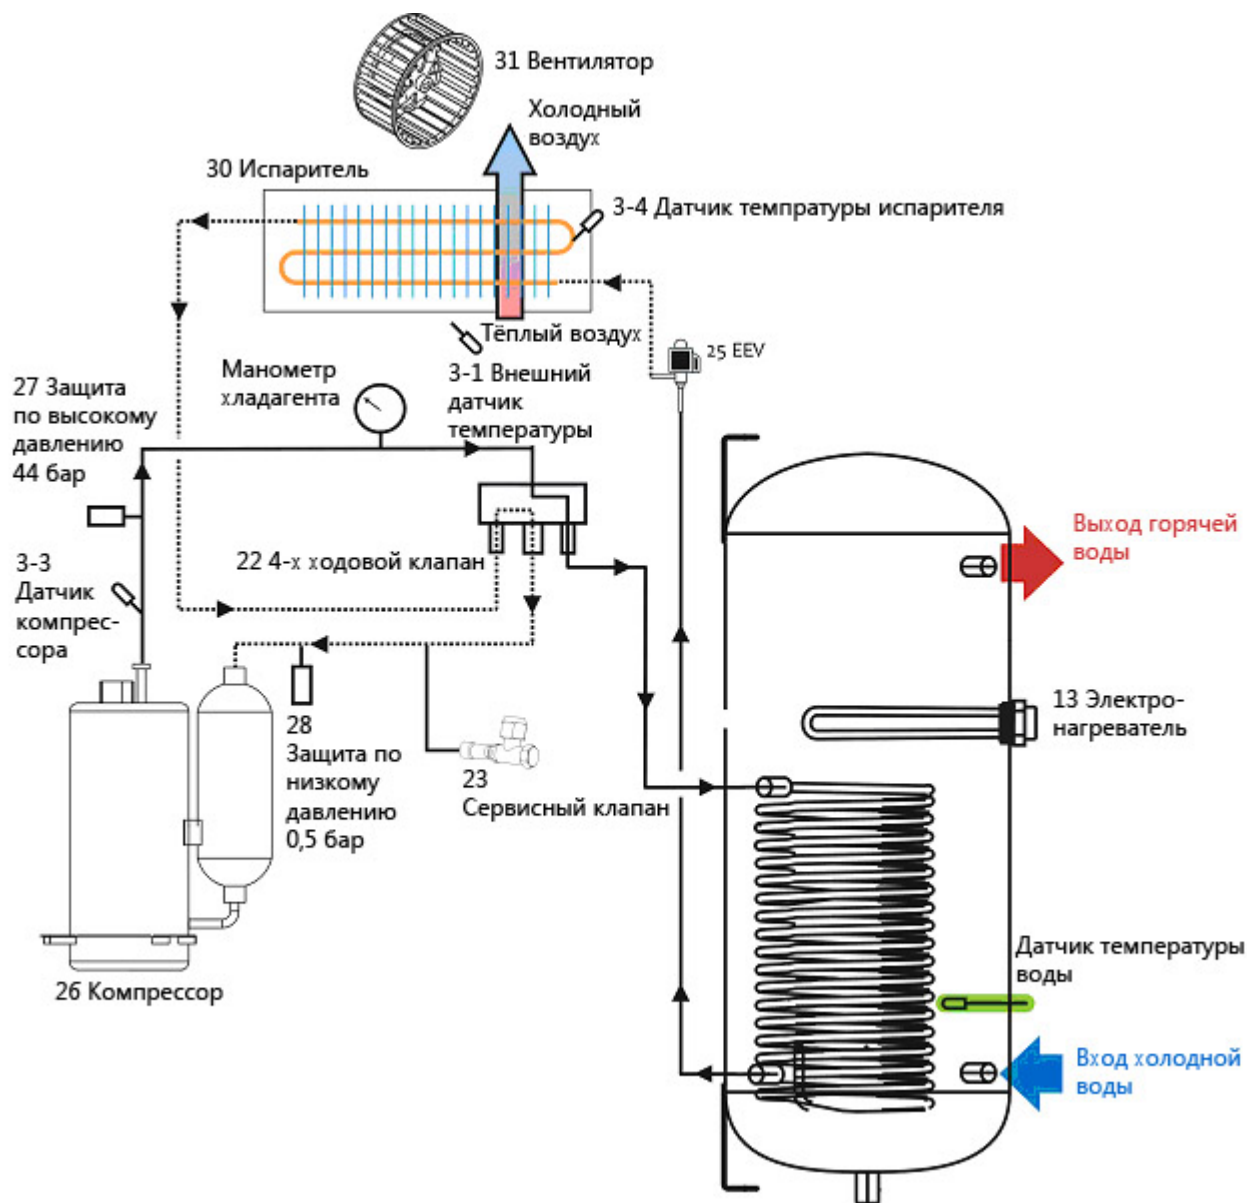 31 Вентилятор
Холодный
воздух
30 Испаритель
3-4 Датчик темпратуры испарителя
Тёплый воздух
25 EEV
3-1 Внешний
датчик
температуры
Манометр
хладагента
27 Защита
по высокому
давлению
44 бар
22 4-х ходовой клапан
3-3
Датчик
компрес-
сора
28
Защита по
низкому
давлению
0,5 бар
23
Сервисный клапан
26 Компрессор
Выход горячей
воды
13 Электро-
нагреватель
Датчик температуры
воды
Вход холодной
воды